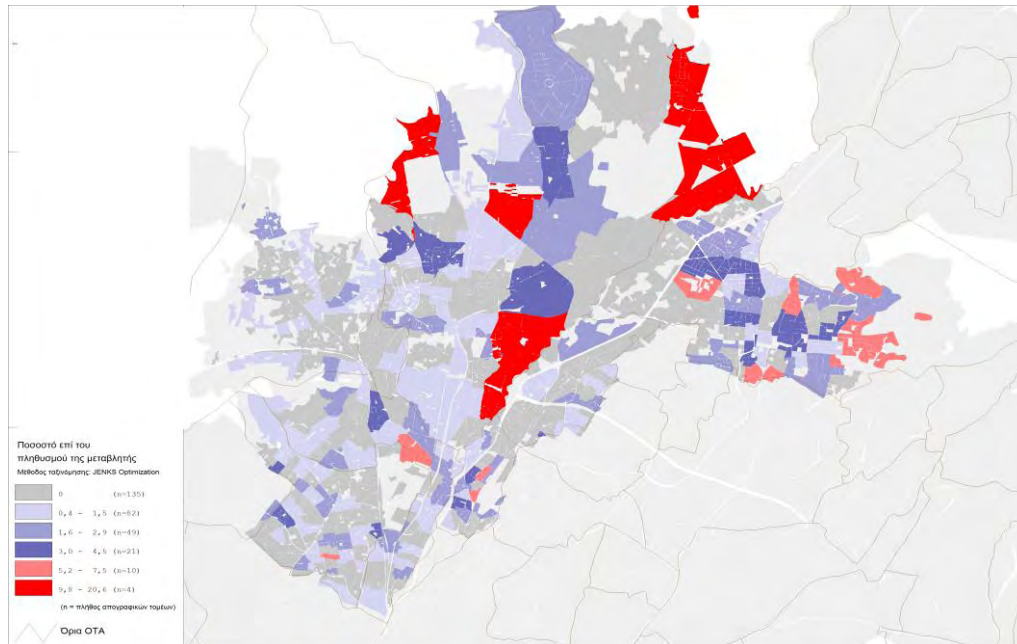 Ποσοστό επί του
πληθυσμού της μεταβλητής
Μέθοδος ταξινόμησης: JENKS Optimization
0 (n=135)
0,4 - 1,5 (n=82)
1,6 - 2,9 (n=49)
3,0 - 4,5 (n=21)
5,2 - 7,5 (n=10)
9,8 - 20,6 (n=4)
(n = πλήθος απογραφικών τομέων)
Όρια ΟΤΑ